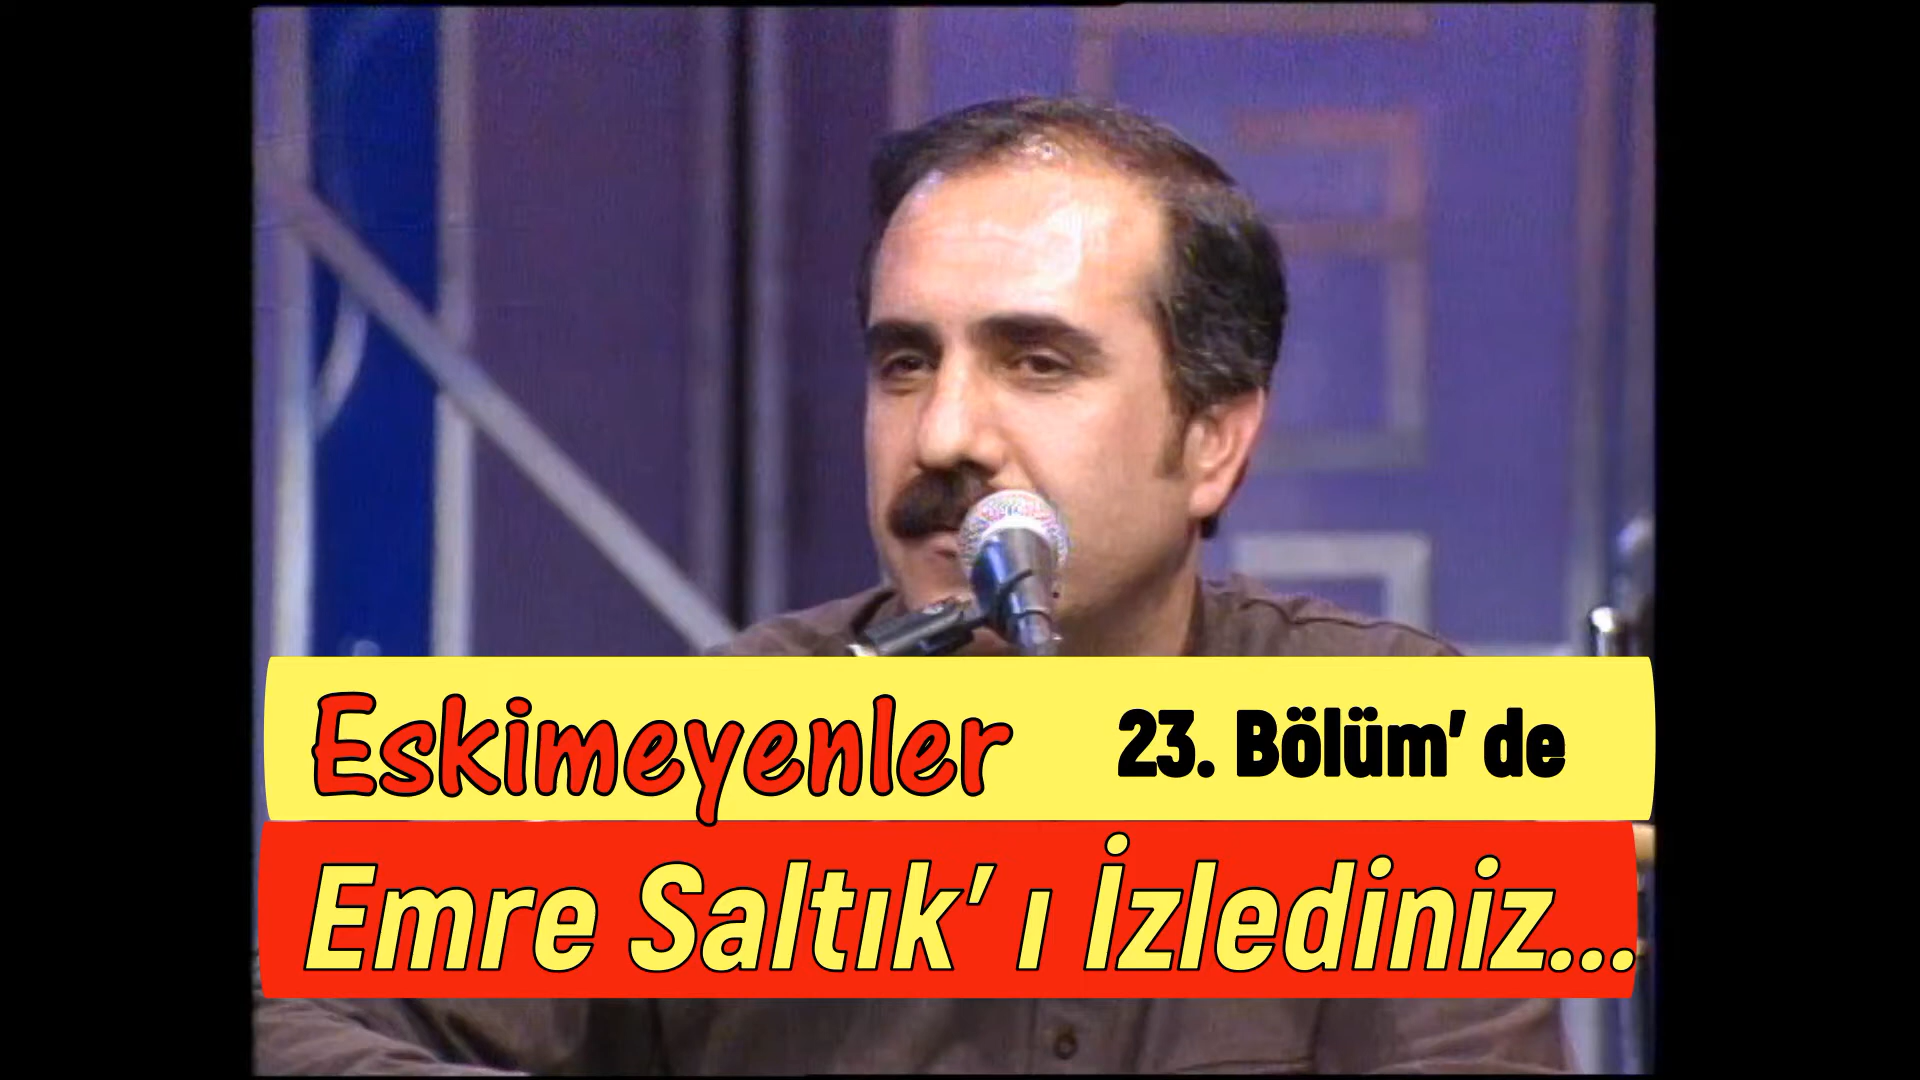 Eskimeyenler 23. Bölüm' de
Emre Saltık' ı İzlediniz...